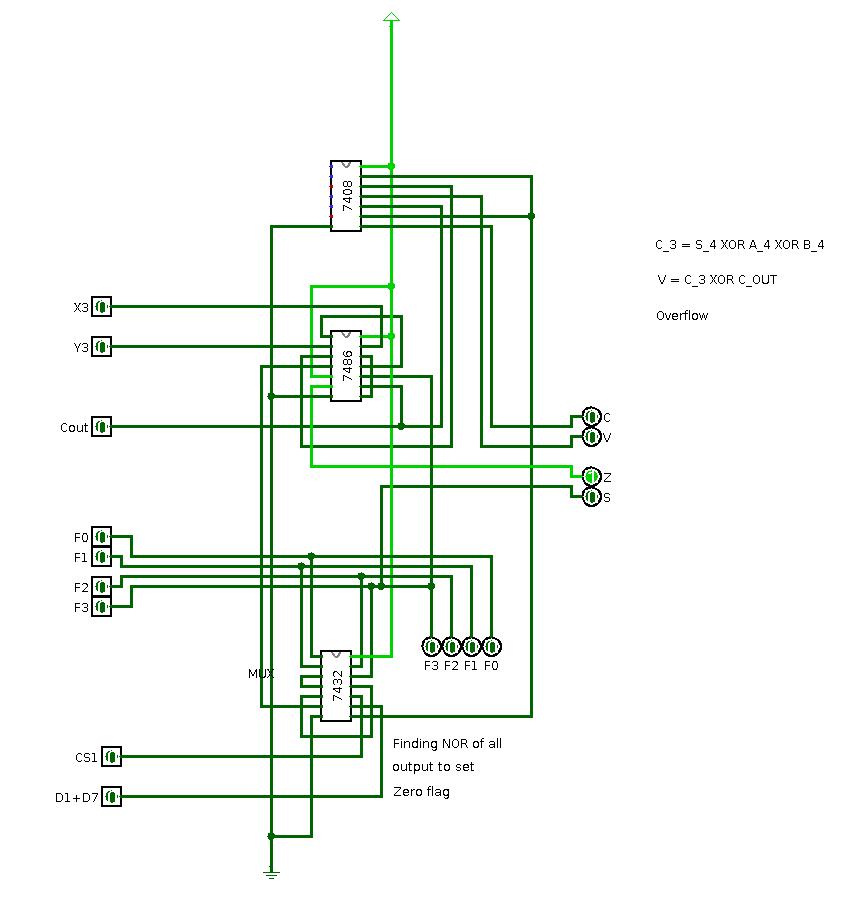 7408
C_3 = S_4 XOR A_4 XOR B_4
V = C_3 XOR C_OUT
Overflow
X3
Y3
7486
Cout
C
V
Z
S
F0
F1
F2
F3
F3 F2 F1 F0
MUX
7432
CS1
D1+D7
Finding NOR of all
output to set
Zero flag